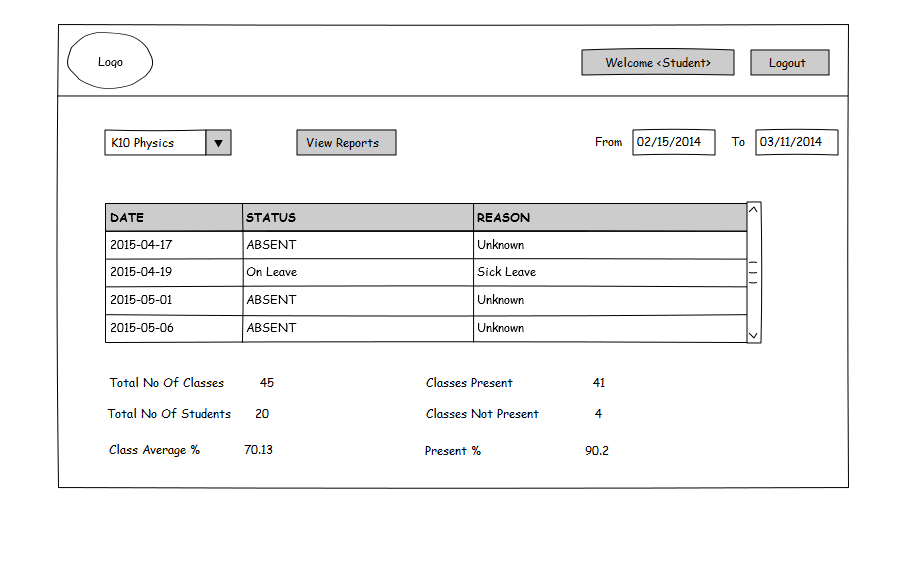 Logo
Welcome <Student>
Logout
K10 Physics
View Reports
From 02/15/2014 To 03/11/2014
DATE STATUS REASON
2015-04-17 ABSENT Unknown
2015-04-19 On Leave Sick Leave
2015-05-01 ABSENT Unknown
2015-05-06 ABSENT Unknown
Total No Of Classes 45 Classes Present 41
Total No Of Students 20 Classes Not Present 4
Class Average % 70.13 Present % 90.2